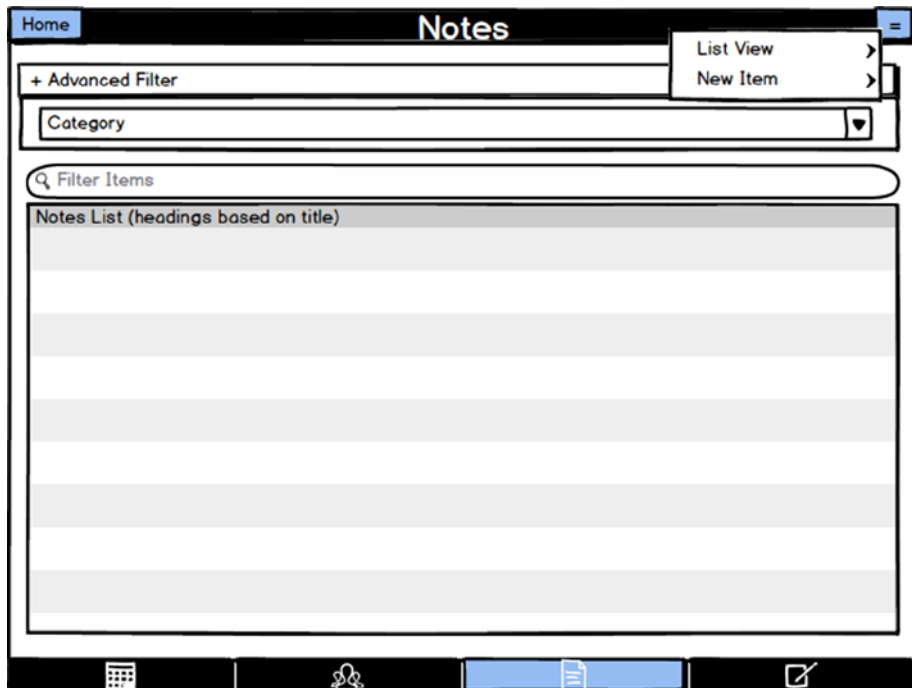 Home
Notes
=
List View
New Item
+ Advanced Filter
Category
Filter Items
Notes List (headings based on title)